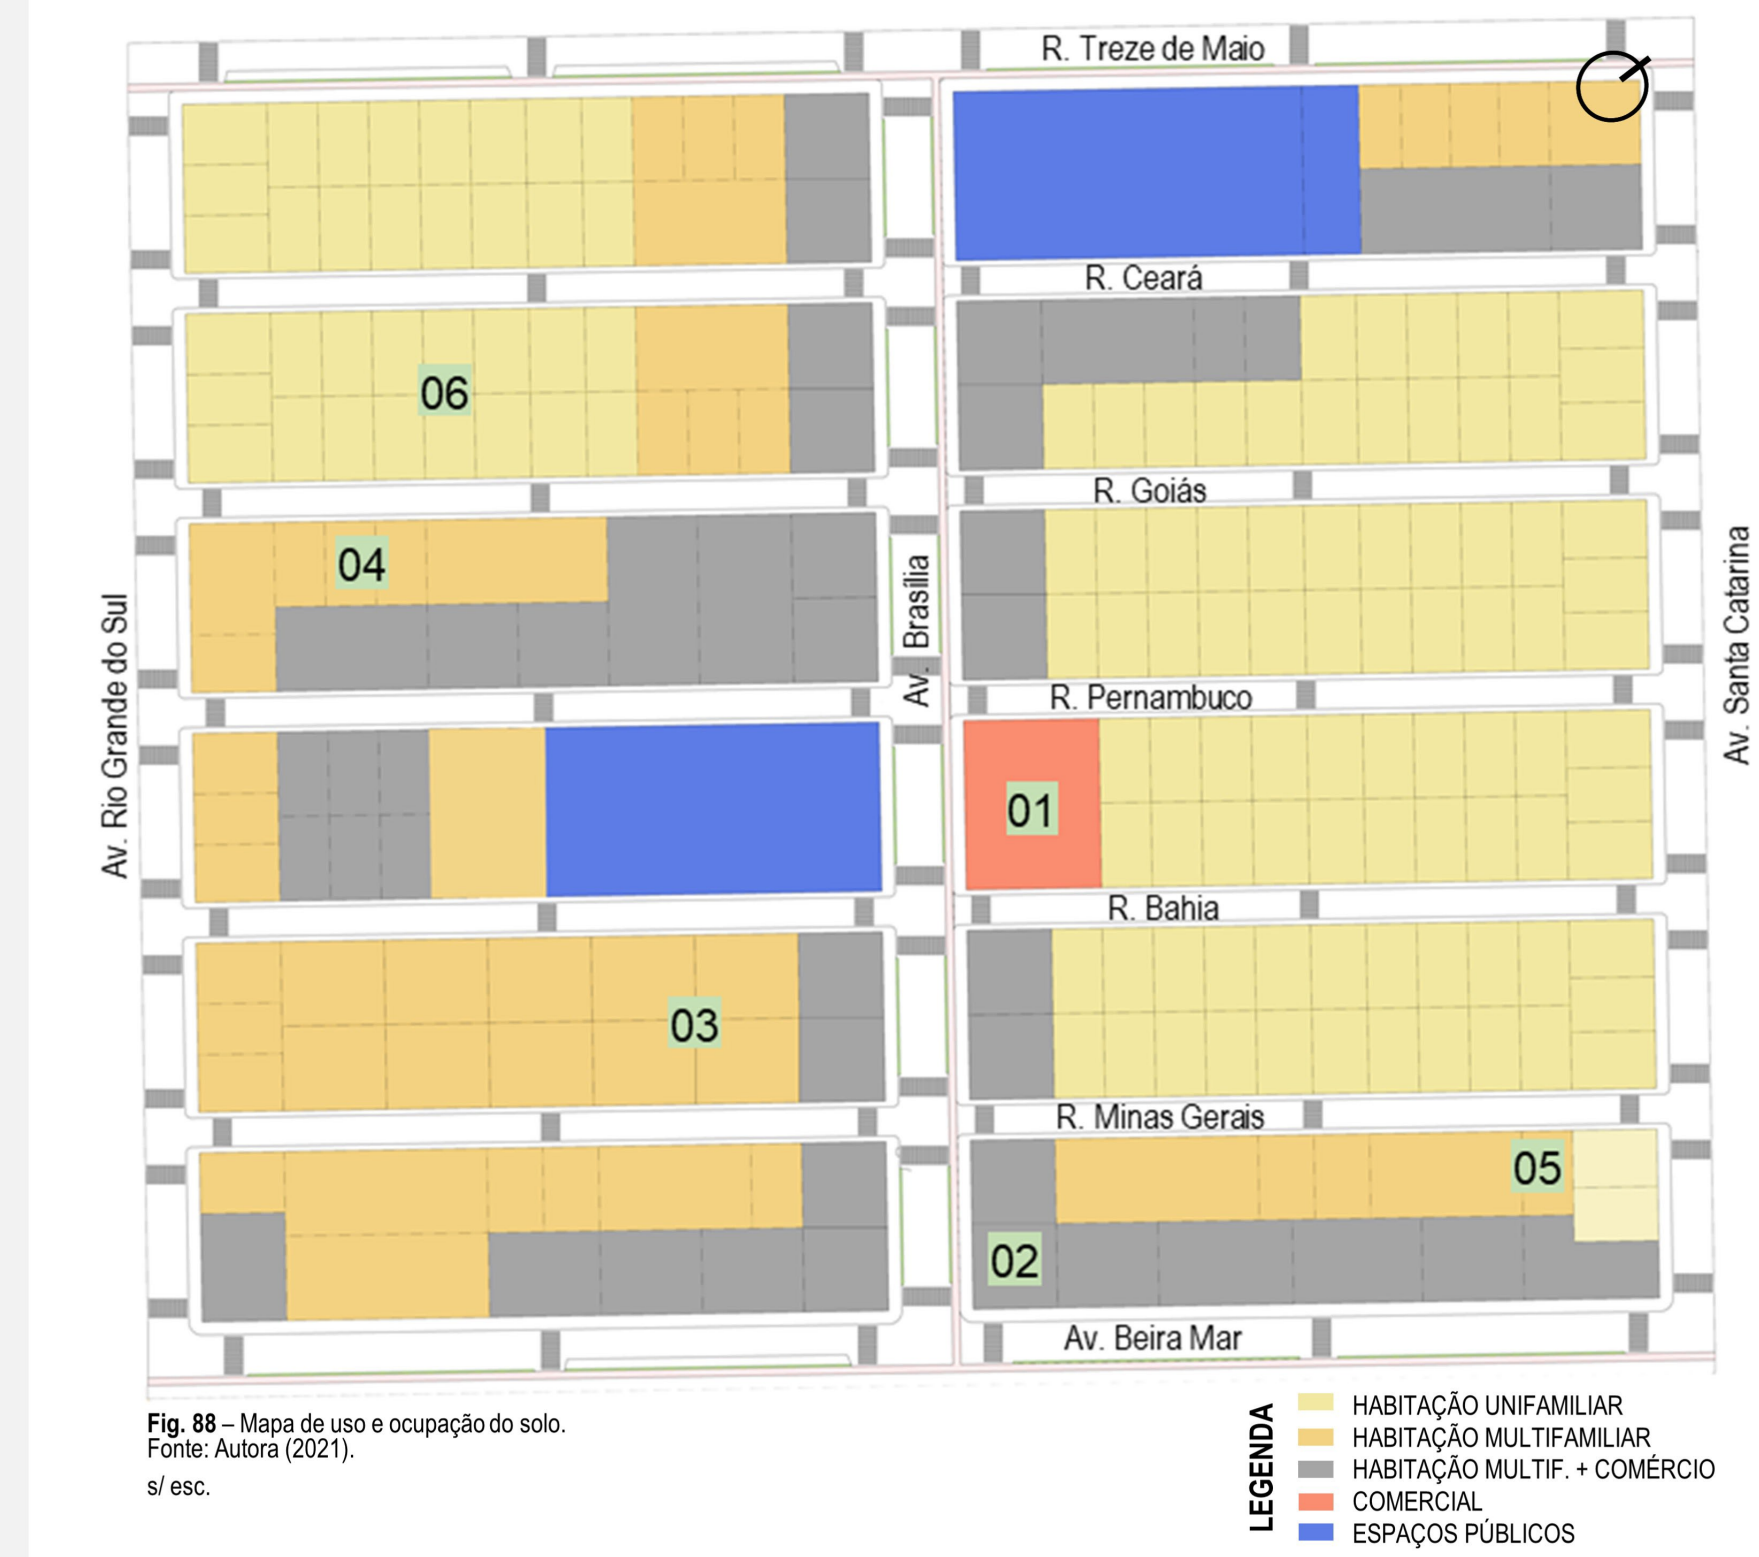 R. Treze de Maio
R. Ceará
06
R. Goiás
04
Av. Rio Grande do Sul
Av. Brasília
Av. Santa Catarina
R. Pernambuco
01
R. Bahia
03
R. Minas Gerais
05
02
Av. Beira Mar
Fig. 88 – Mapa de uso e ocupação do solo.
Fonte: Autora (2021).
s/ esc.
LEGENDA
HABITAÇÃO UNIFAMILIAR
HABITAÇÃO MULTIFAMILIAR
HABITAÇÃO MULTIF. + COMÉRCIO
COMERCIAL
ESPAÇOS PÚBLICOS